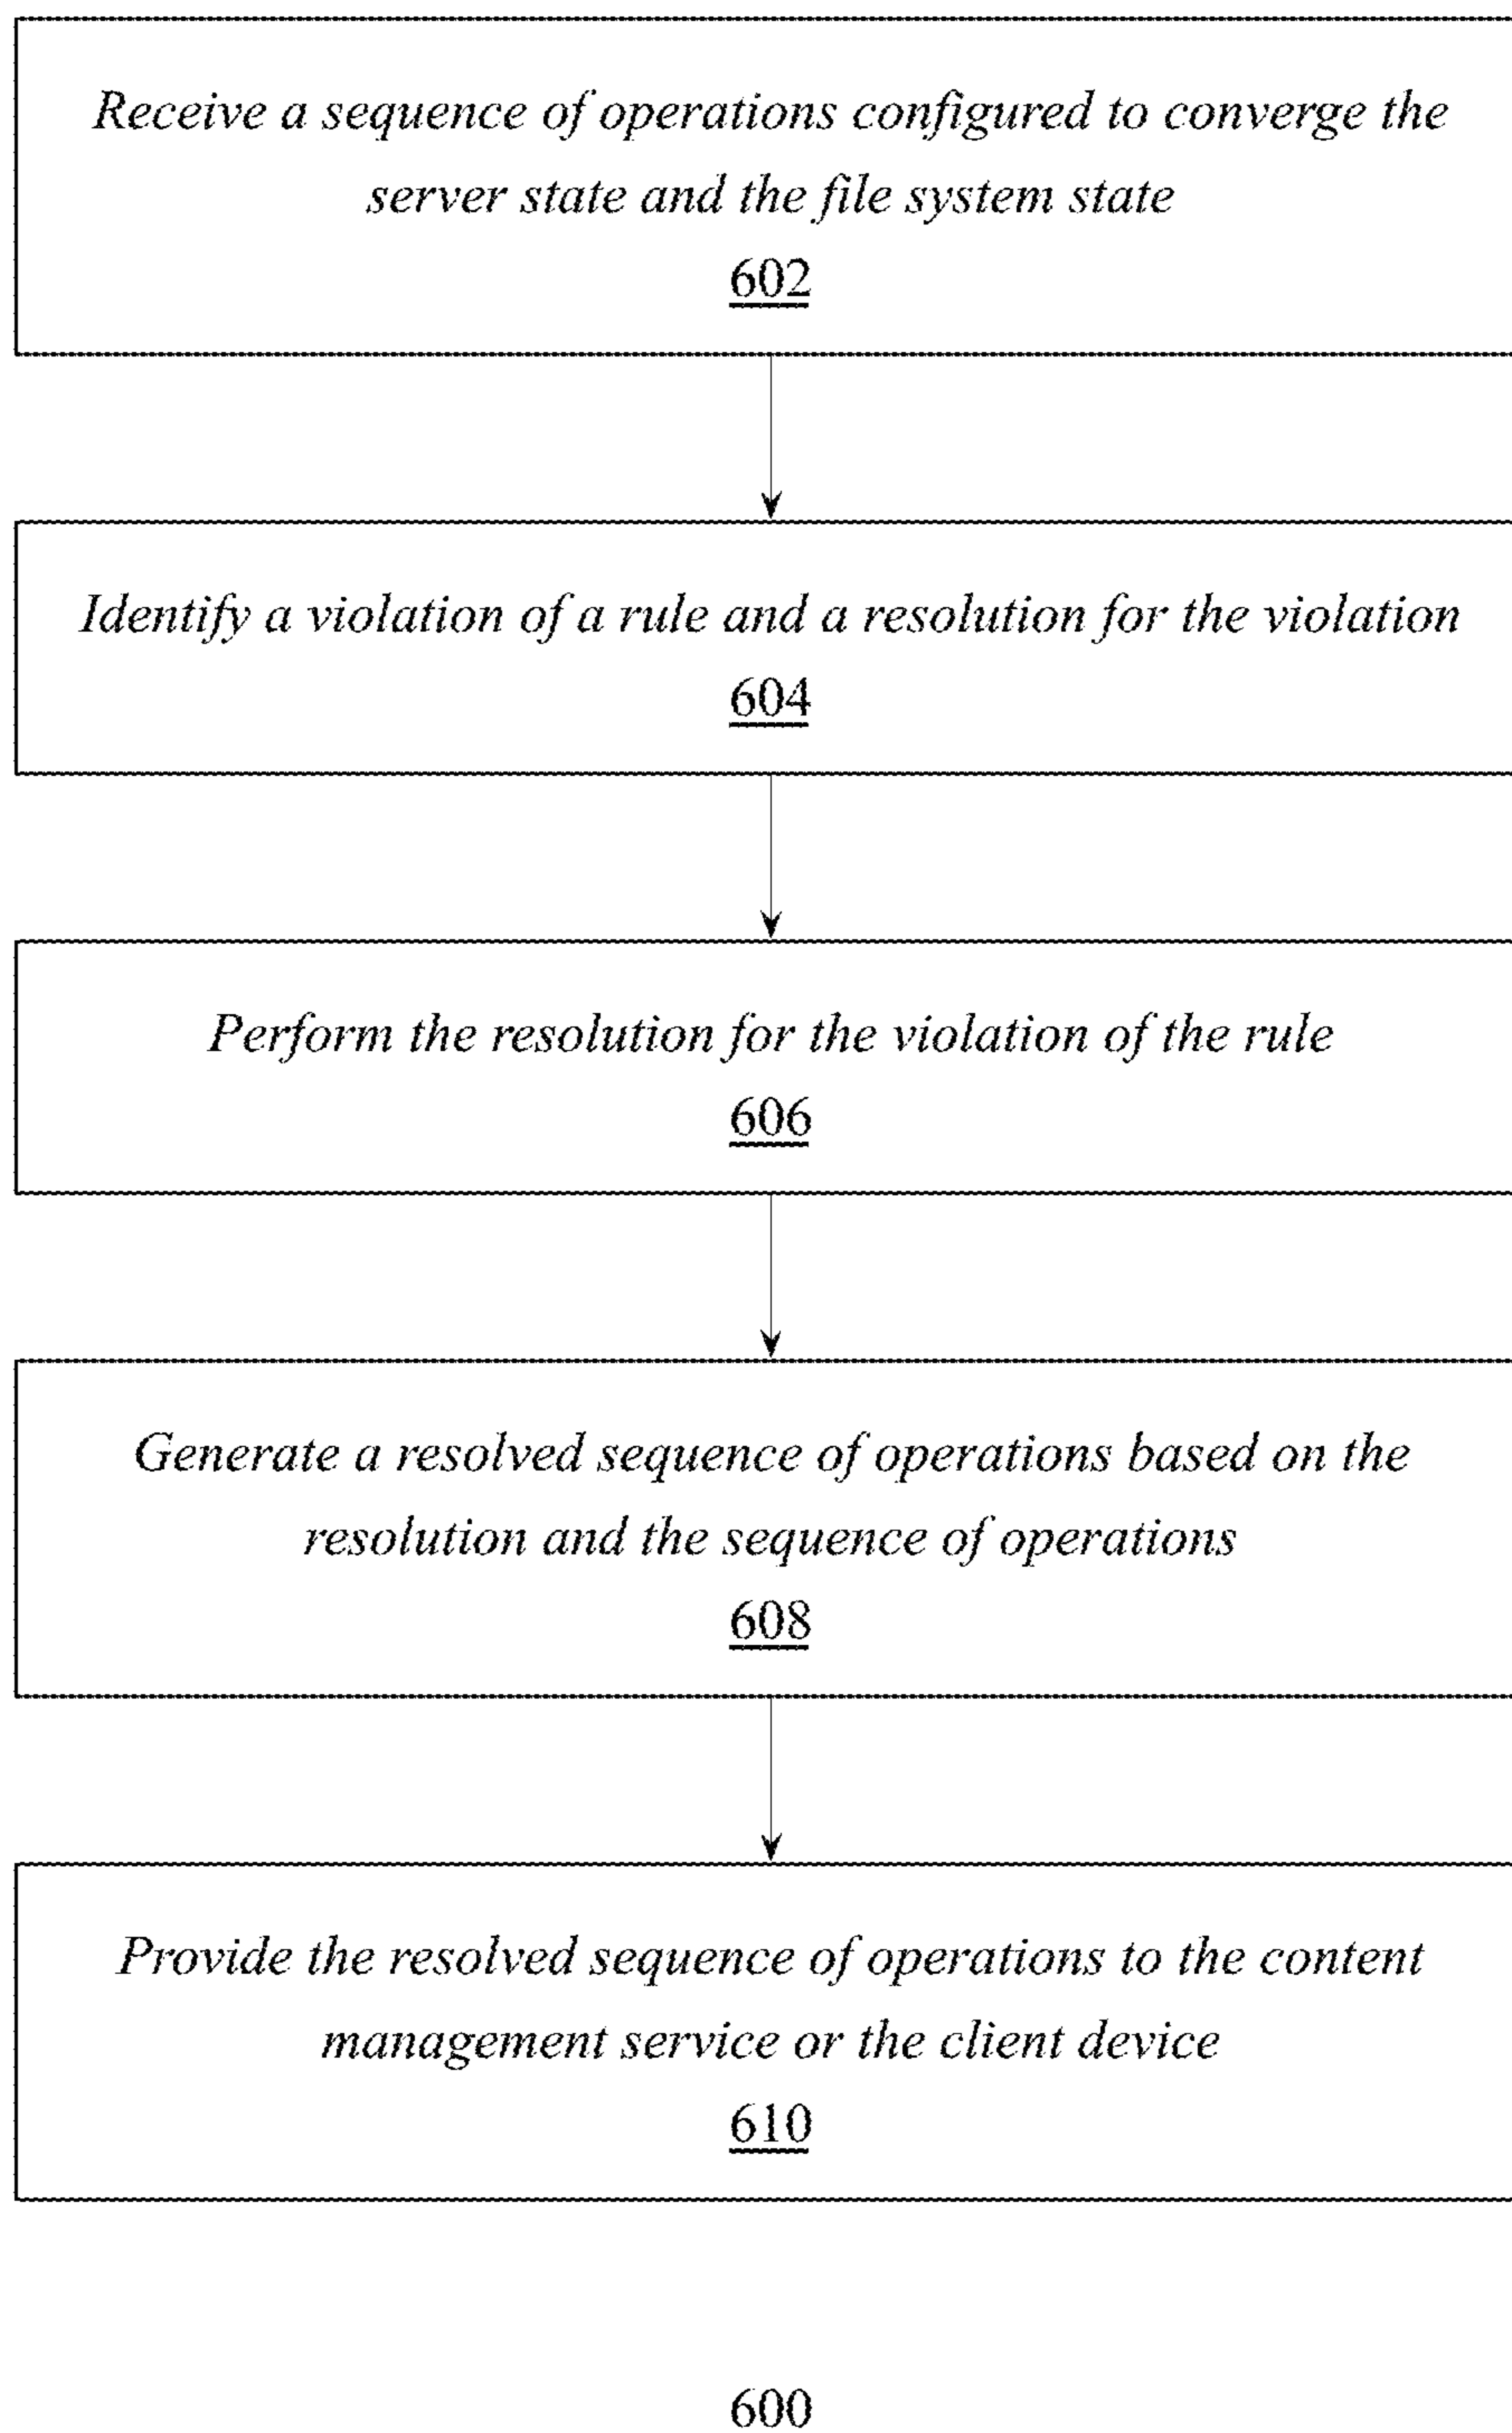 Receive a sequence of operations configured to converge the
server state and the file system state
602
Identify a violation of a rule and a resolution for the violation
604
Perform the resolution for the violation of the rule
606
Generate a resolved sequence of operations based on the
resolution and the sequence of operations
608
Provide the resolved sequence of operations to the content
management service or the client device
610
600